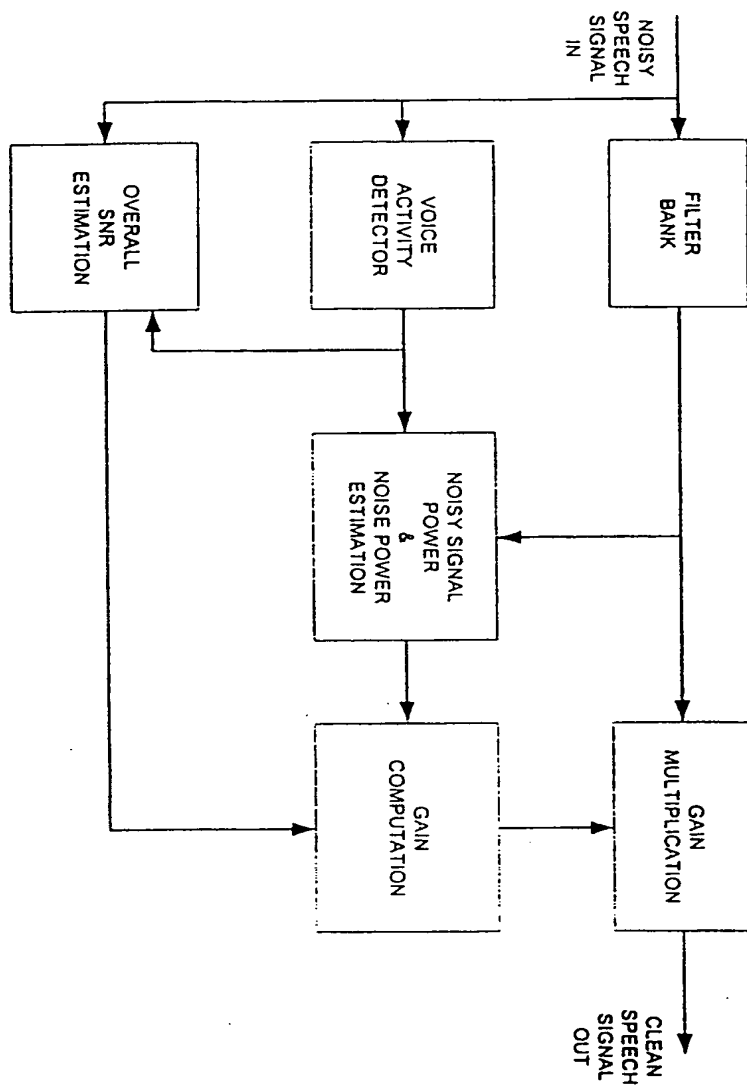 NOISY
SPEECH
SIGNAL
IN
FILTER
BANK
GAIN
MULTIPLICATION
CLEAN
SPEECH
SIGNAL
OUT
VOICE
ACTIVITY
DETECTOR
NOISY SIGNAL
POWER
&
NOISE POWER
ESTIMATION
GAIN
COMPUTATION
OVERALL
SNR
ESTIMATION